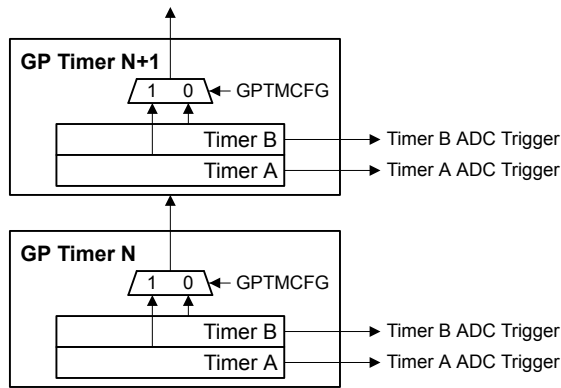 GP Timer N+1
1 0 GPTMCFG
Timer B Timer B ADC Trigger
Timer A Timer A ADC Trigger
GP Timer N
1 0 GPTMCFG
Timer B Timer B ADC Trigger
Timer A Timer A ADC Trigger